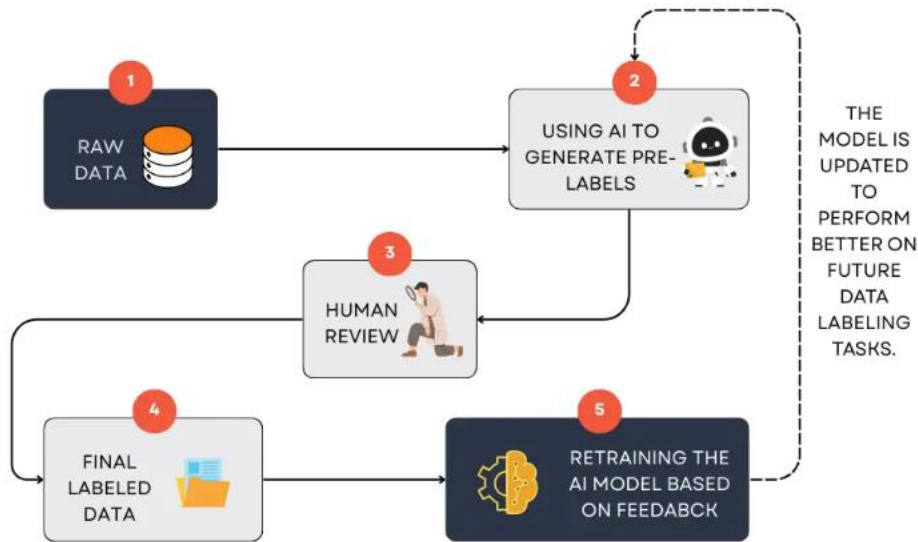 1
RAW
DATA
2
USING AI TO
GENERATE PRE-
LABELS
3
HUMAN
REVIEW
4
FINAL
LABELED
DATA
5
RETRAINING THE
AI MODEL BASED
ON FEEDABCK
THE
MODEL IS
UPDATED
TO
PERFORM
BETTER ON
FUTURE
DATA
LABELING
TASKS.